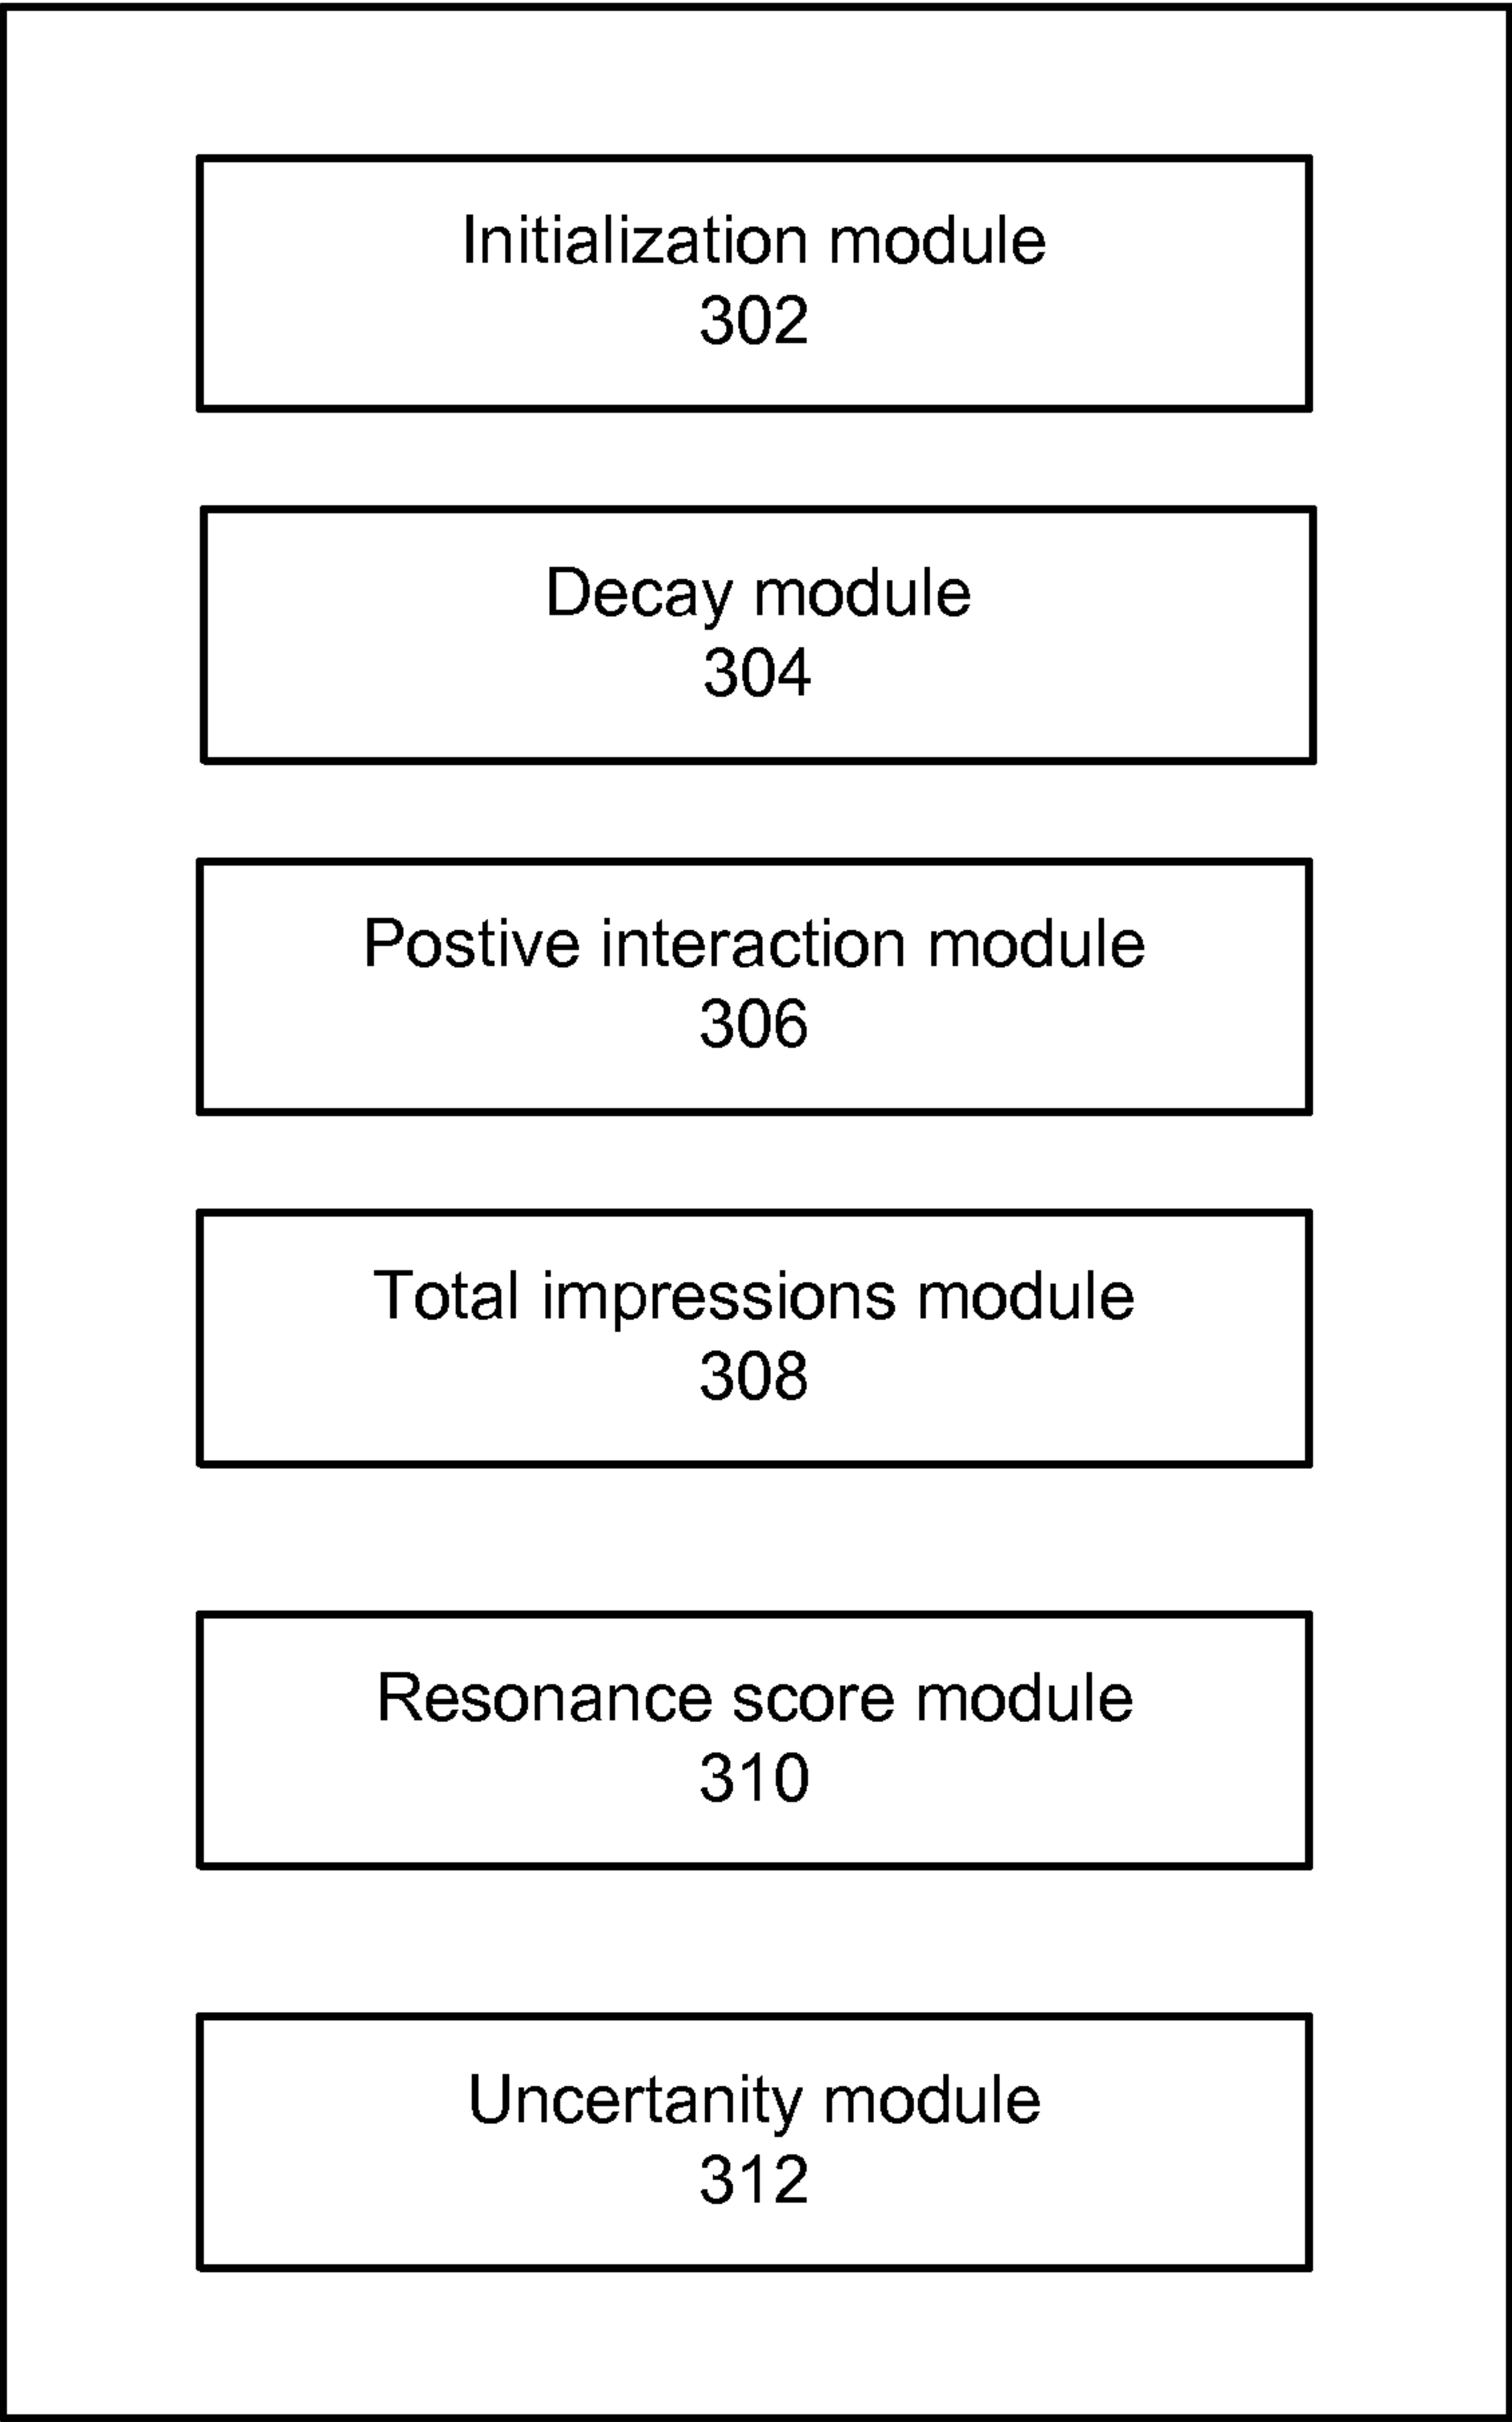 Initialization module
302
Decay module
304
Postive interaction module
306
Total impressions module
308
Resonance score module
310
Uncertanity module
312